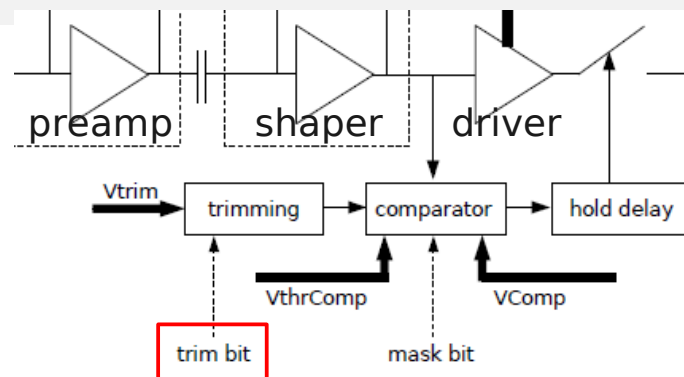 preamp shaper driver
Vtrim
trimming comparator hold delay
VthrComp VComp
trim bit mask bit